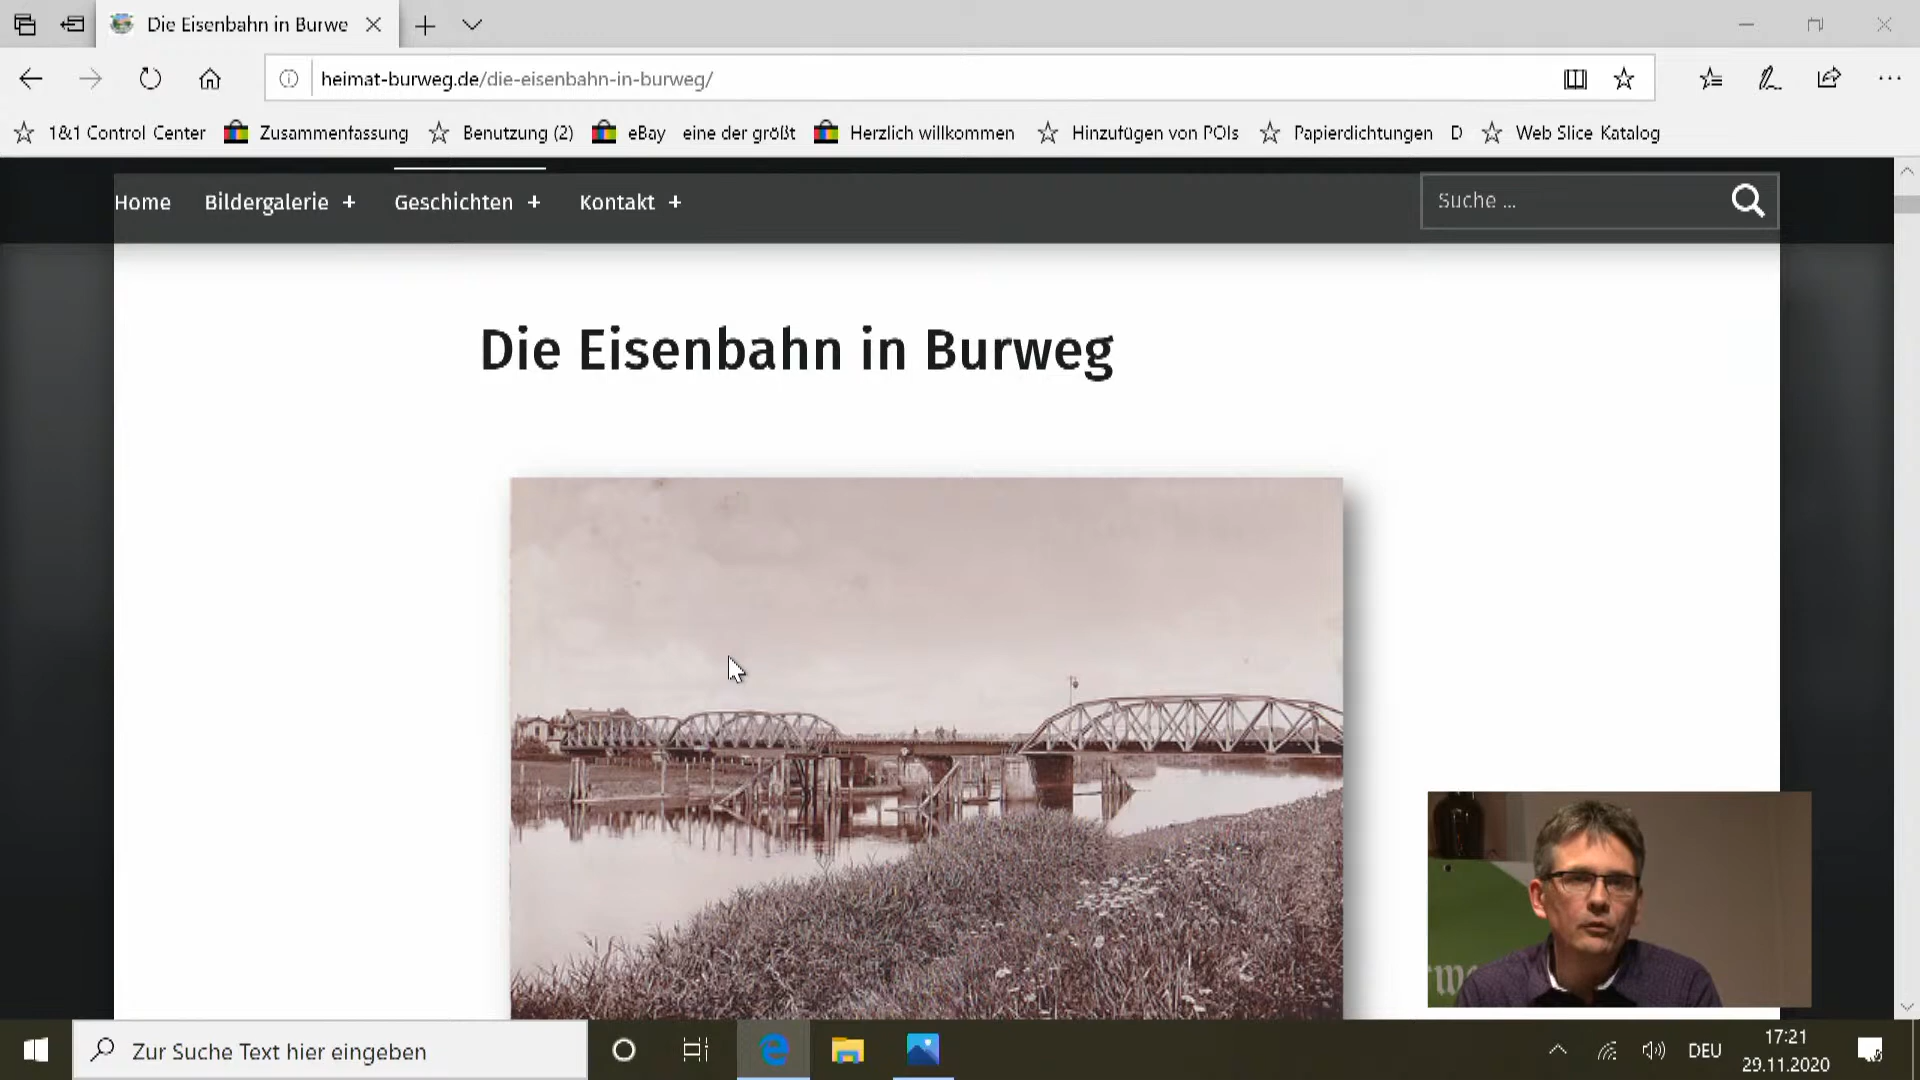 Die Eisenbahn in Burwe
heimat-burweg.de/die-eisenbahn-in-burweg/
1&1 Control Center Zusammenfassung Benutzung (2) eBay eine der größt Herzlich willkommen Hinzufügen von POIs Papierdichtungen D Web Slice Katalog
Home Bildergalerie + Geschichten + Kontakt + Suche ...
Die Eisenbahn in Burweg
Zur Suche Text hier eingeben
DEU
17:21
29.11.2020